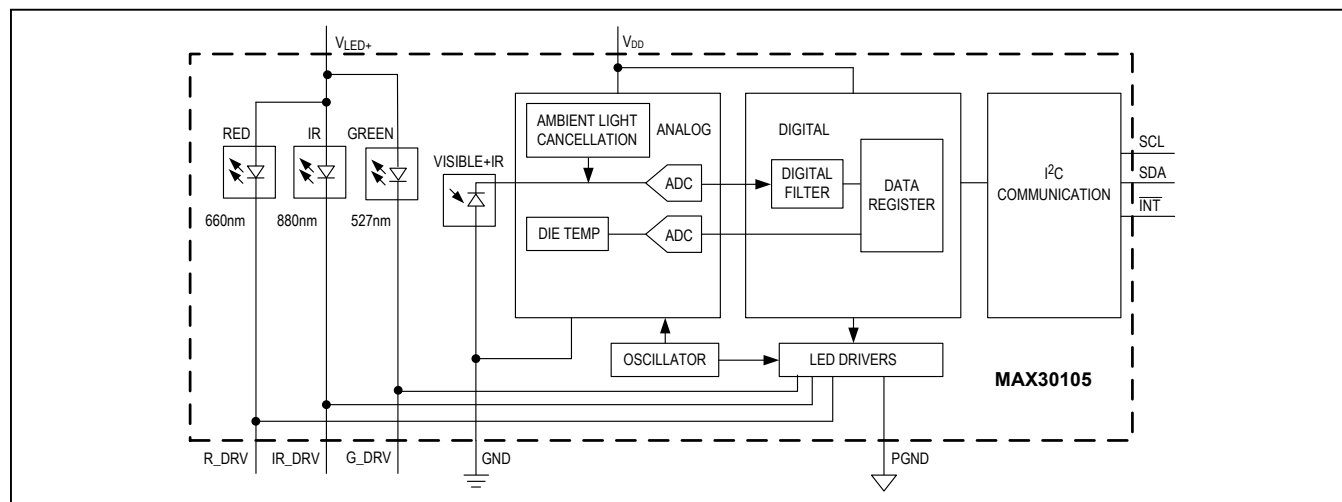 VLED+
VDD
RED
IR
GREEN
660nm
880nm
527nm
VISIBLE+IR
AMBIENT LIGHT
CANCELLATION
ANALOG
ADC
DIE TEMP
ADC
DIGITAL
DIGITAL
FILTER
DATA
REGISTER
I²C
COMMUNICATION
SCL
SDA
INT
OSCILLATOR
LED DRIVERS
MAX30105
R_DRV
IR_DRV
G_DRV
GND
PGND